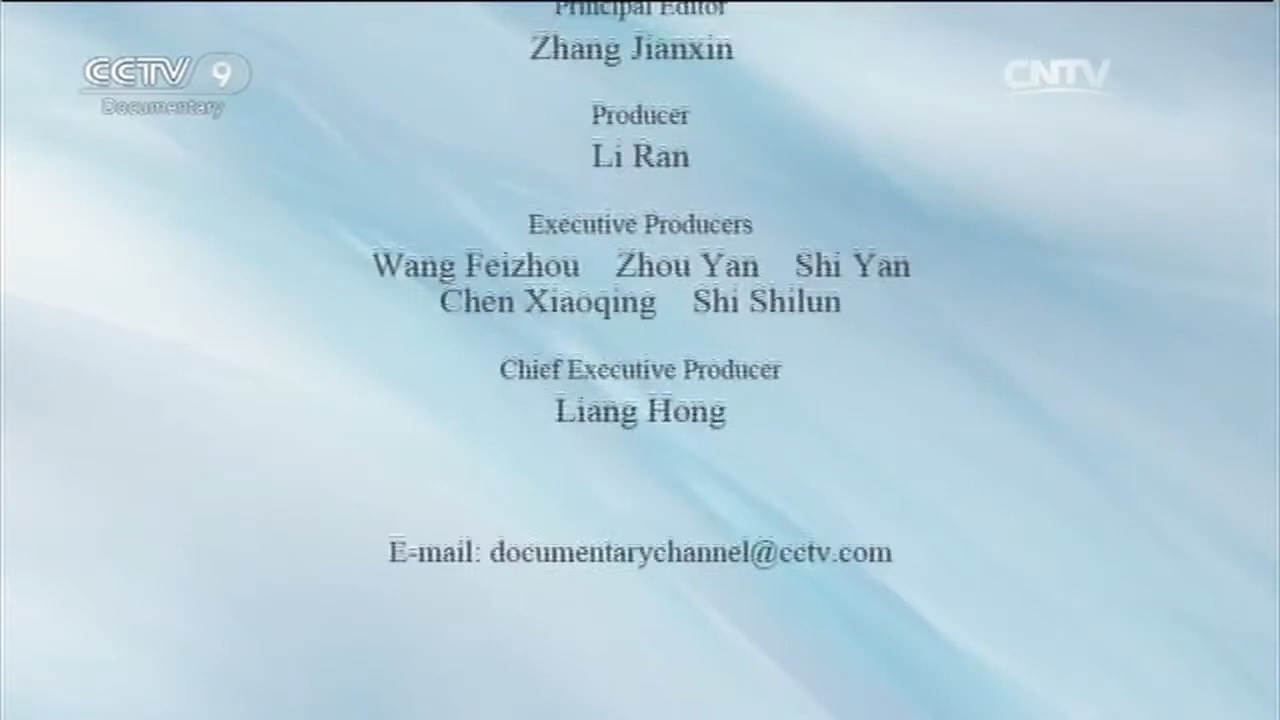 Principal Editor
Zhang Jianxin
CCTV 9
Documentary
CNTV
Producer
Li Ran
Executive Producers
Wang Feizhou Zhou Yan Shi Yan
Chen Xiaoqing Shi Shilun
Chief Executive Producer
Liang Hong
E-mail: documentarychannel@cctv.com